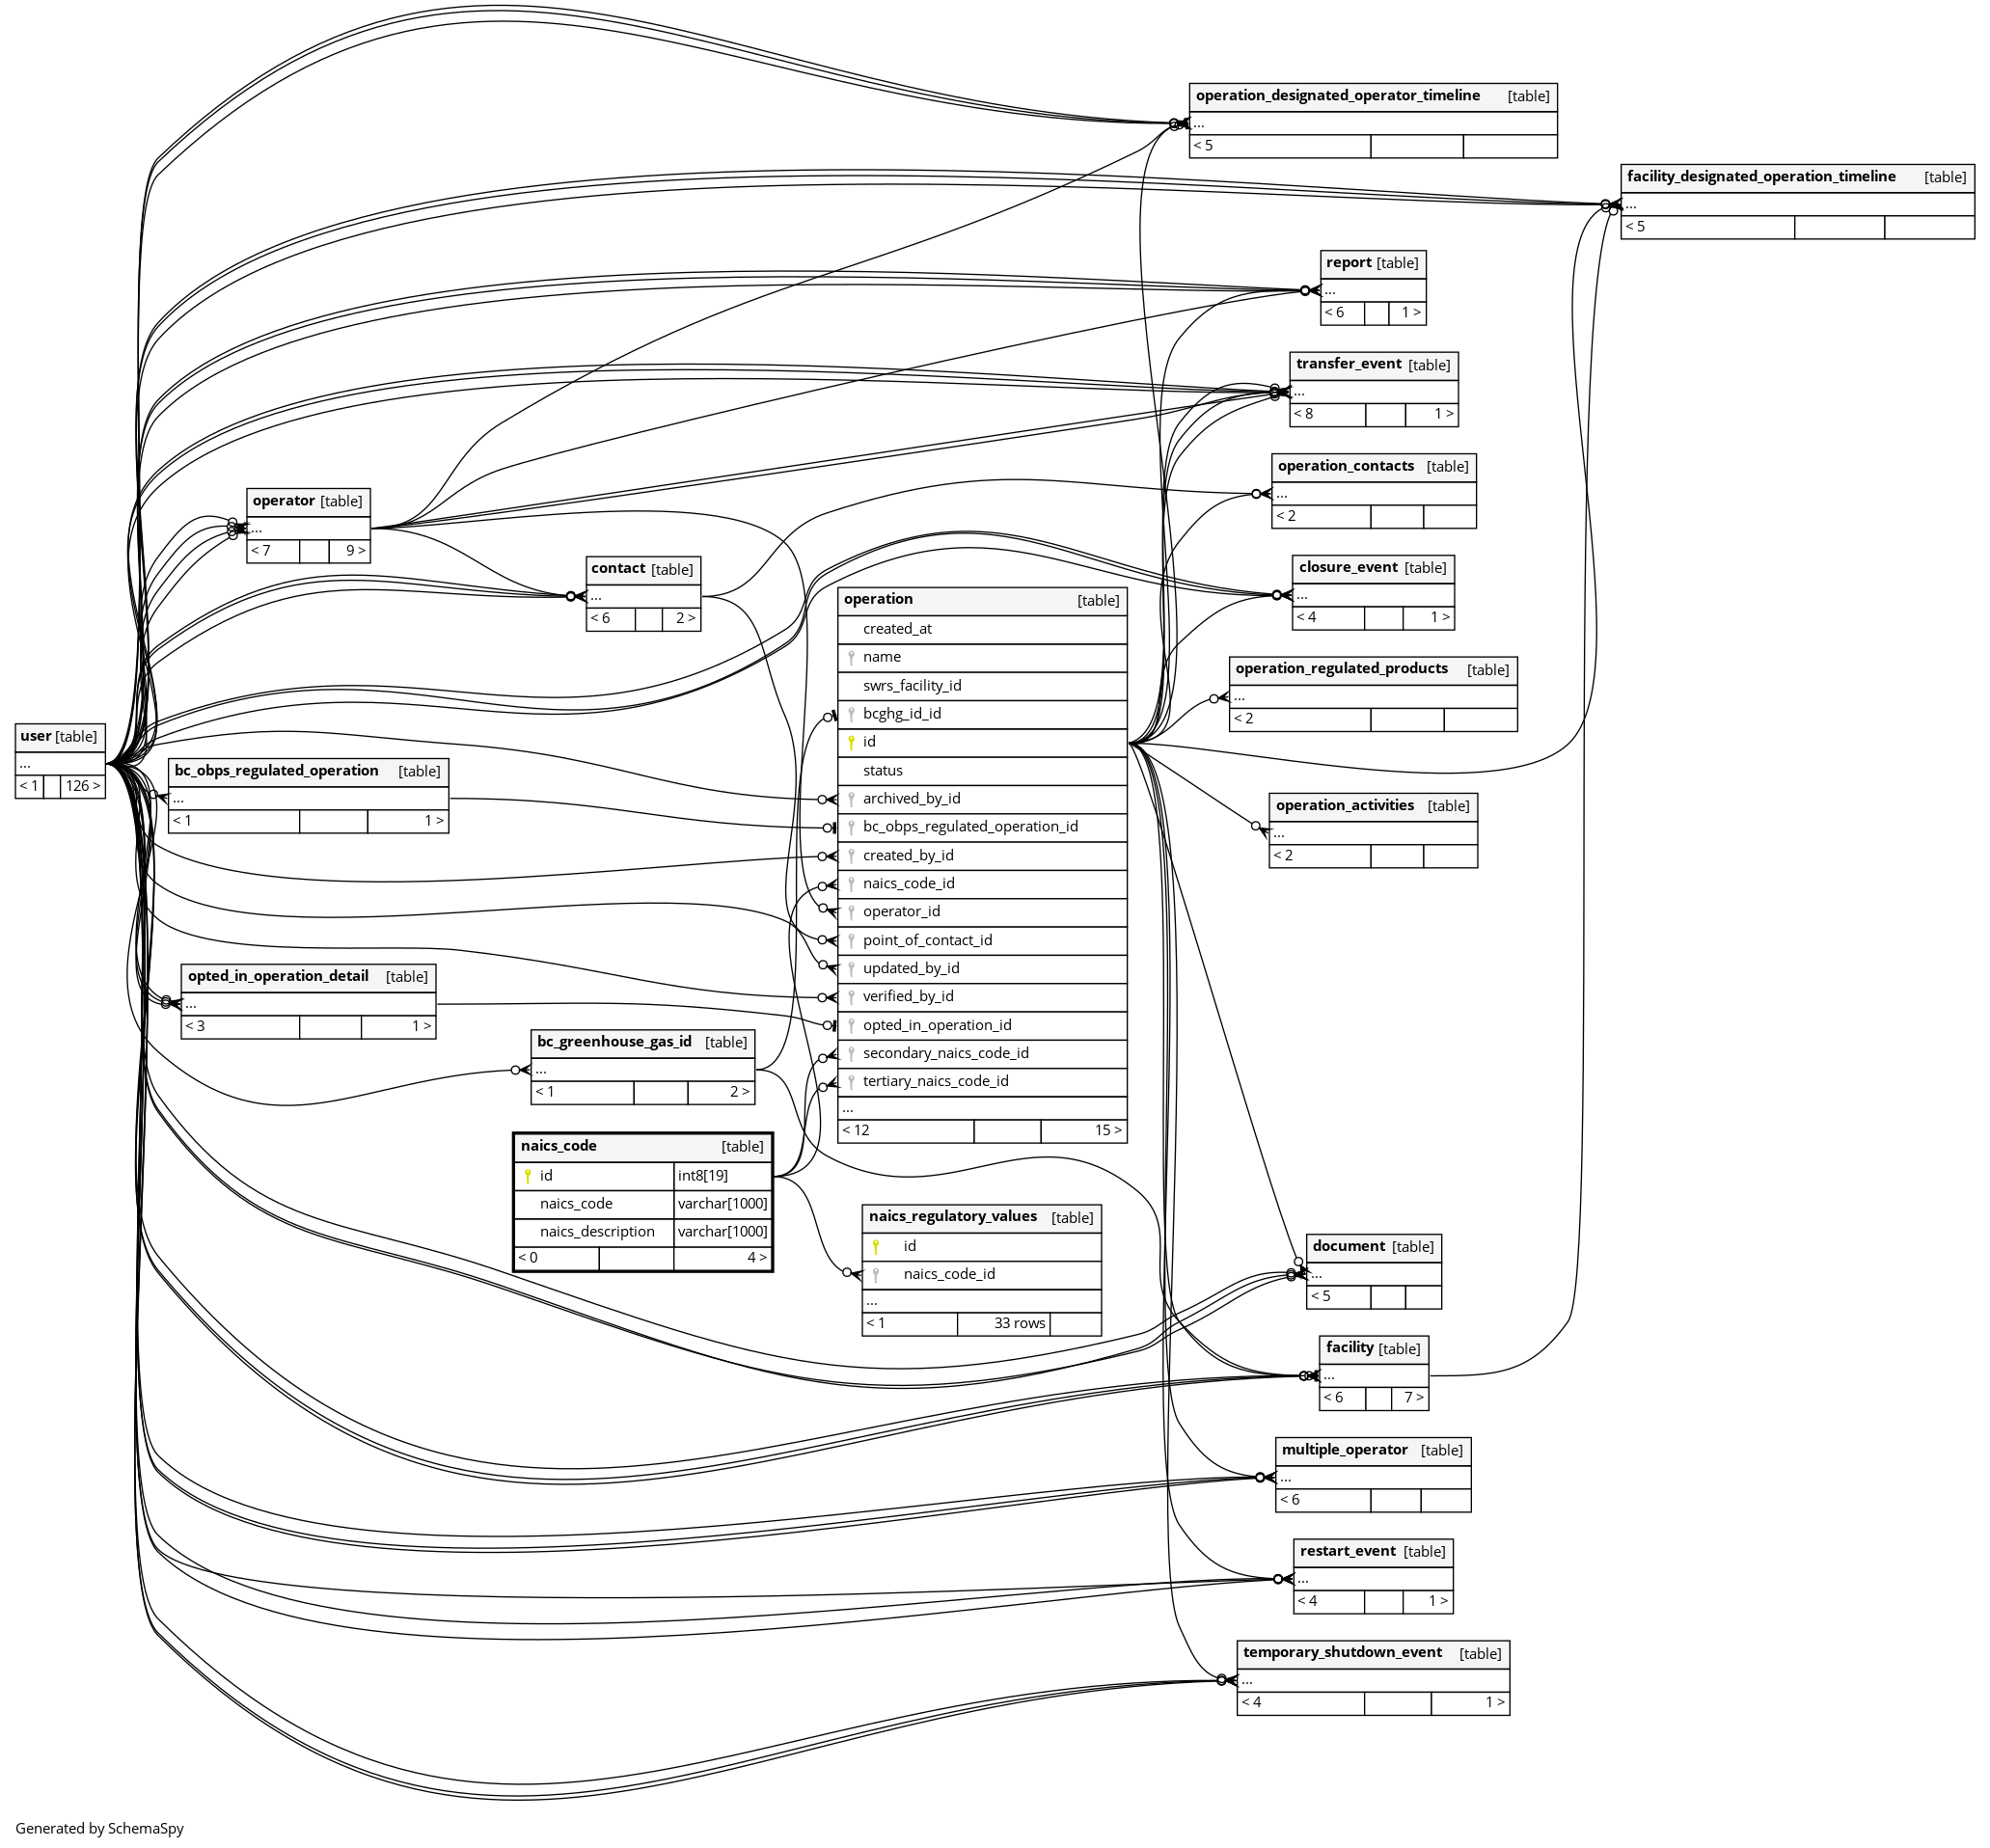 operation_designated_operator_timeline [table]
...
< 5
facility_designated_operation_timeline [table]
...
< 5
report [table]
...
< 6 1 >
transfer_event [table]
...
< 8 1 >
operation_contacts [table]
...
< 2
operator [table]
...
< 7 9 >
contact [table]
...
< 6 2 >
closure_event [table]
...
< 4 1 >
operation [table]
created_at
name
swrs_facility_id
bcghg_id_id
id
status
archived_by_id
bc_obps_regulated_operation_id
created_by_id
naics_code_id
operator_id
point_of_contact_id
updated_by_id
verified_by_id
opted_in_operation_id
secondary_naics_code_id
tertiary_naics_code_id
...
< 12 15 >
operation_regulated_products [table]
...
< 2
user [table]
...
< 1 126 >
bc_obps_regulated_operation [table]
...
< 1 1 >
operation_activities [table]
...
< 2
opted_in_operation_detail [table]
...
< 3 1 >
bc_greenhouse_gas_id [table]
...
< 1 2 >
naics_code [table]
id int8[19]
naics_code varchar[1000]
naics_description varchar[1000]
< 0 4 >
naics_regulatory_values [table]
id
naics_code_id
...
< 1 33 rows
document [table]
...
< 5
facility [table]
...
< 6 7 >
multiple_operator [table]
...
< 6
restart_event [table]
...
< 4 1 >
temporary_shutdown_event [table]
...
< 4 1 >
Generated by SchemaSpy